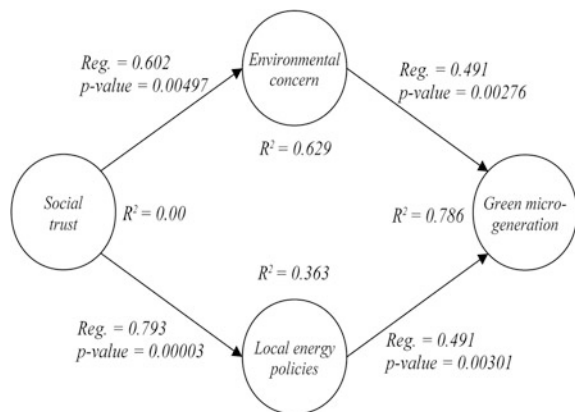 Reg. = 0.602
p-value = 0.00497
Environmental
concern
Reg. = 0.491
p-value = 0.00276
R² = 0.629
Social
trust
R² = 0.00
R² = 0.786
Green micro-
generation
R² = 0.363
Reg. = 0.793
p-value = 0.00003
Local energy
policies
Reg. = 0.491
p-value = 0.00301